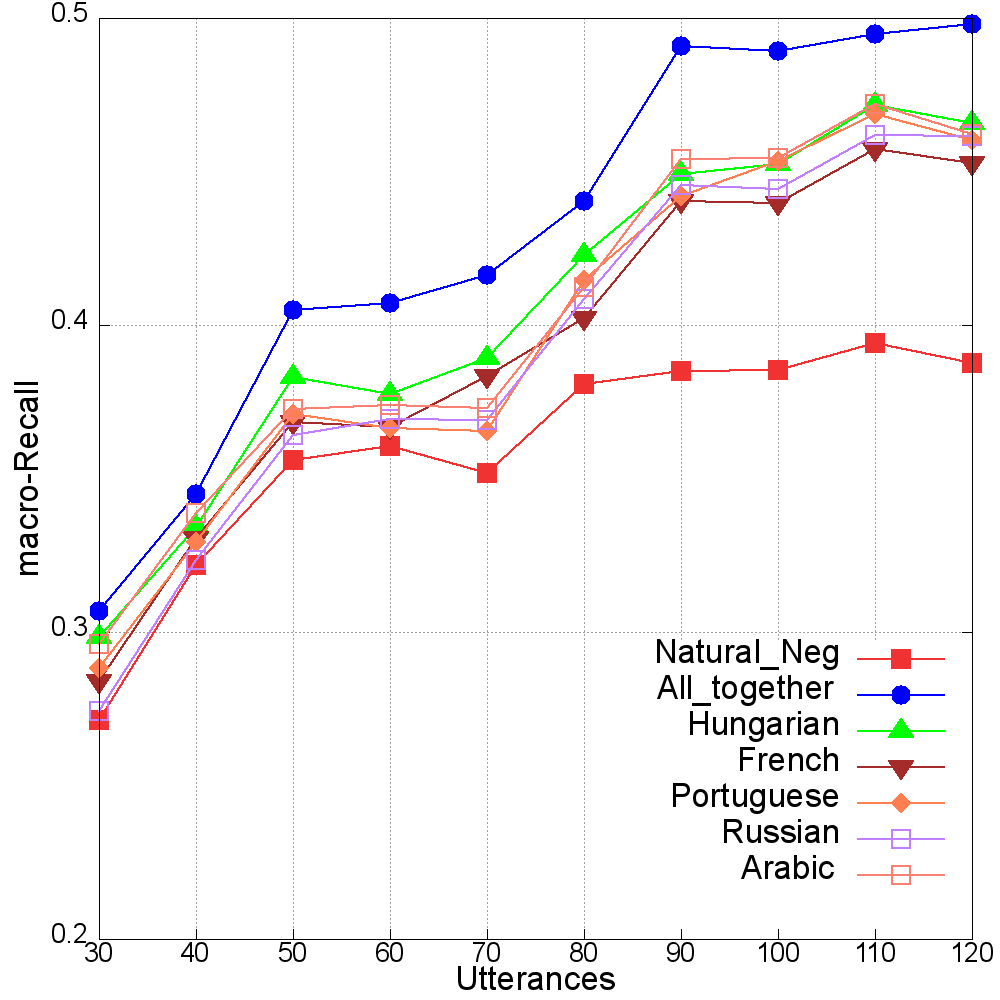 0.5
0.4
0.3
0.2
macro-Recall
Natural_Neg
All_together
Hungarian
French
Portuguese
Russian
Arabic
30 40 50 60 70 80 90 100 110 120
Utterances